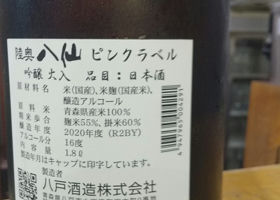 陸奥八仙 ピンクラベル
吟醸 火入 品目：日本酒
原材料名 米(国産)、米麹(国産米)、
醸造アルコール
原料米 青森県産米100%
精米歩合 麹米55%、掛米60%
醸造年度 2020年度 (R2BY)
アルコール分 16度
内容量 1.8ℓ
製造年月はキャップに印字しています。
製造者
八戸酒造株式会社